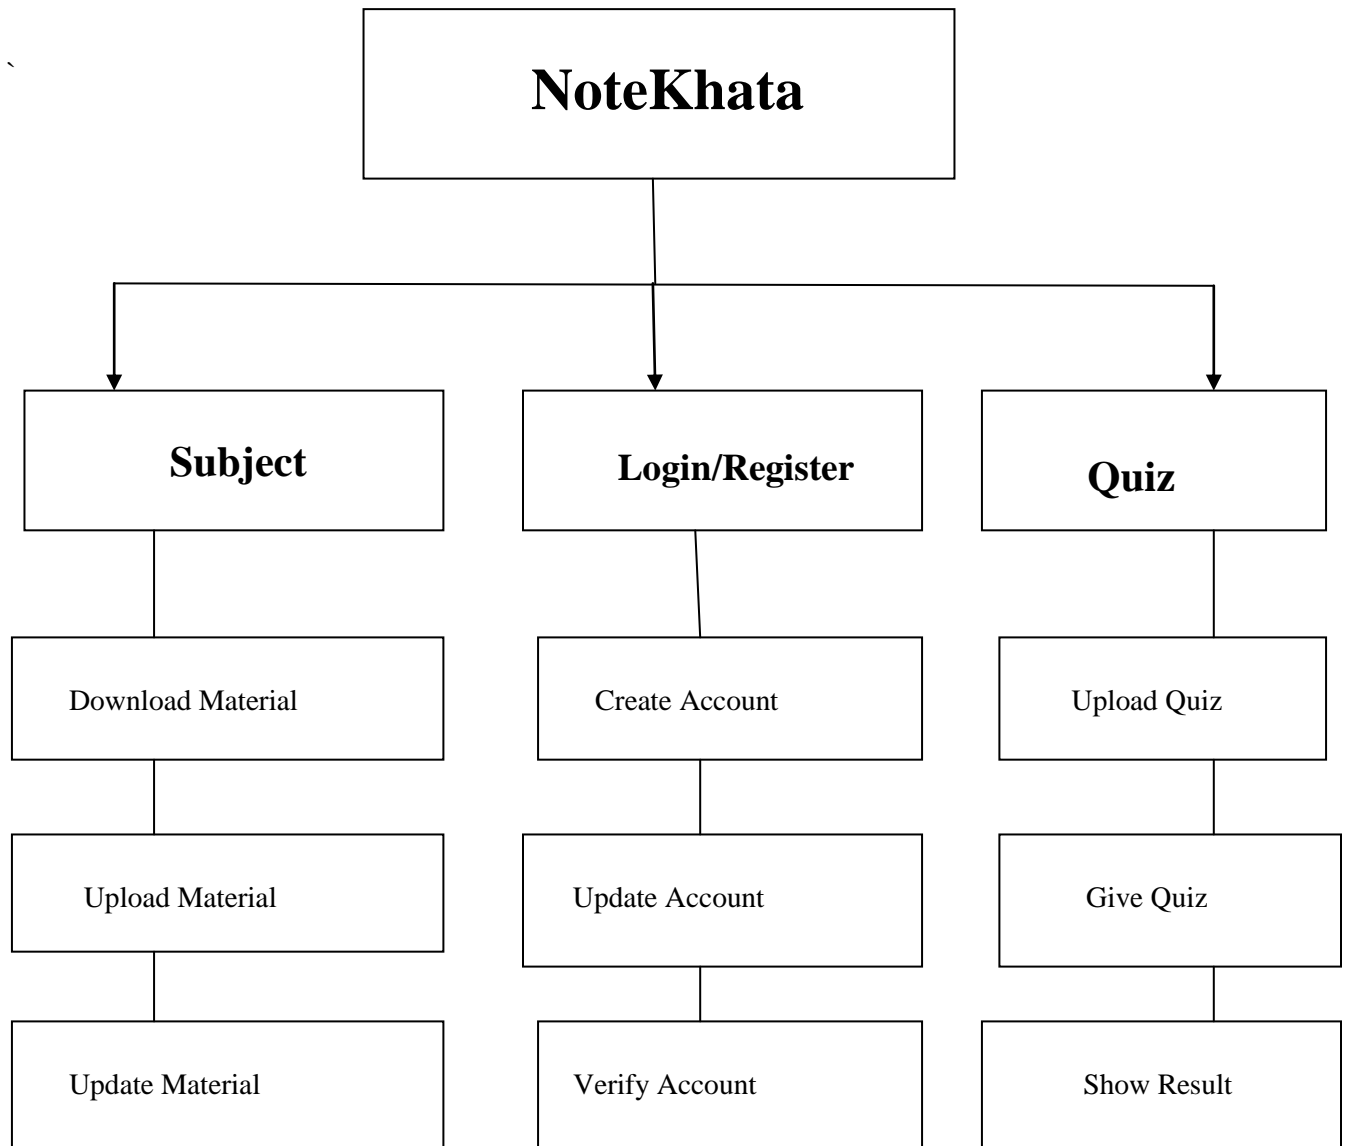 `
NoteKhata
Subject
Login/Register
Quiz
Download Material
Create Account
Upload Quiz
Upload Material
Update Account
Give Quiz
Update Material
Verify Account
Show Result